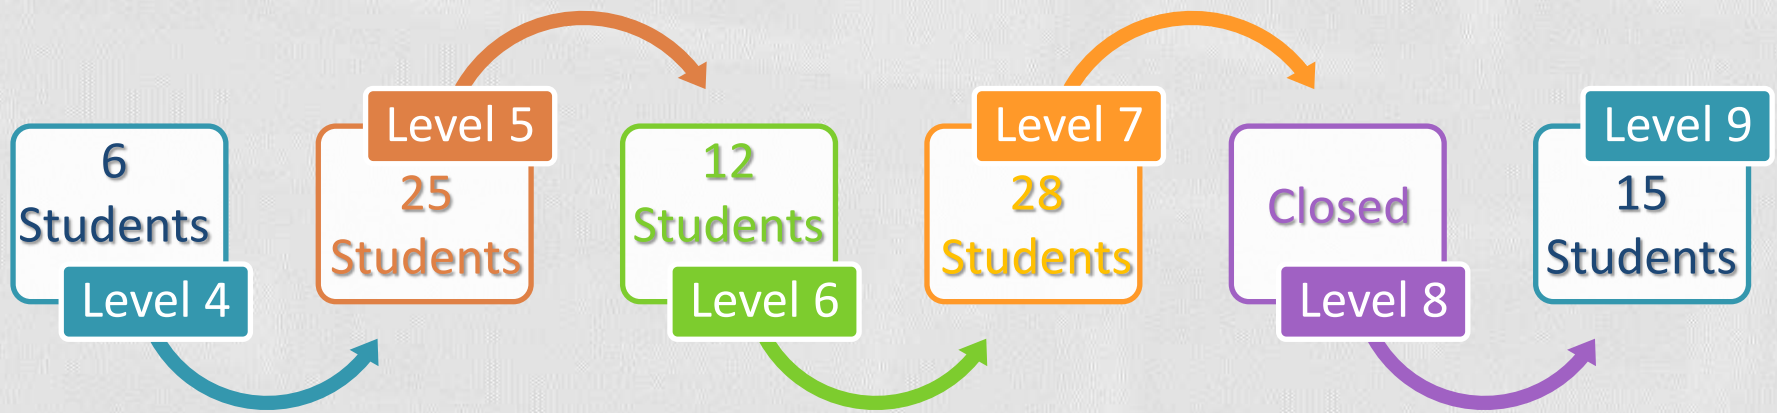 6
Students
Level 4
Level 5
25
Students
12
Students
Level 6
Level 7
28
Students
Closed
Level 8
Level 9
15
Students